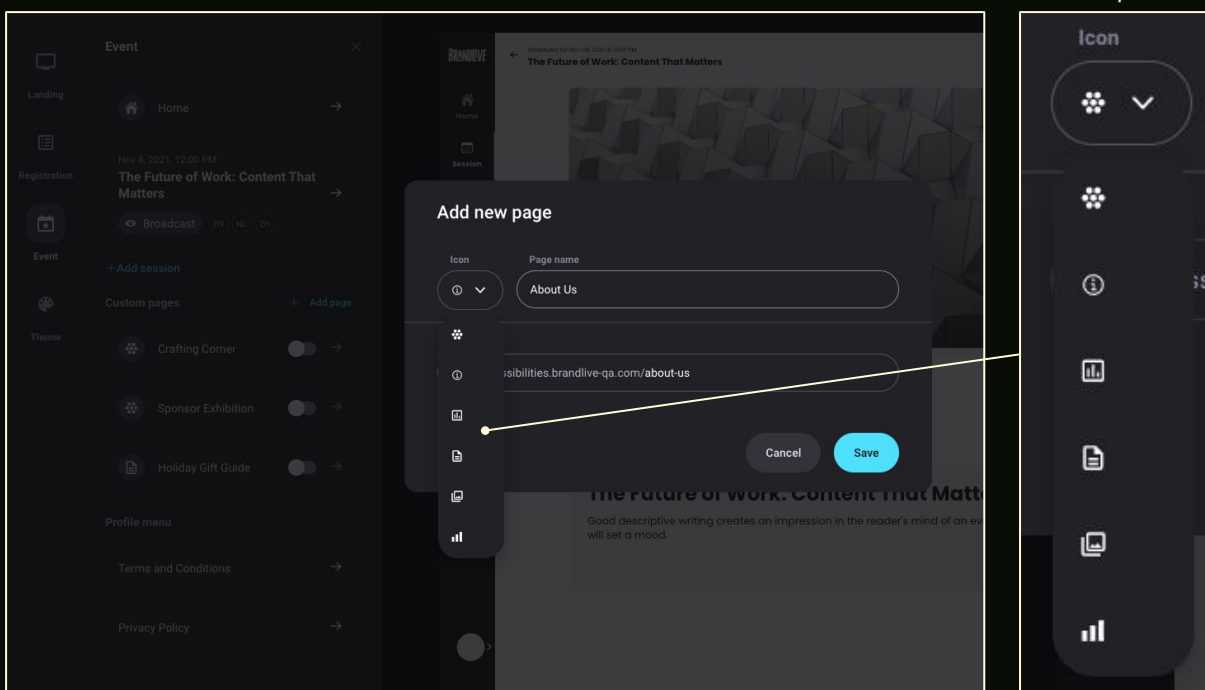 Event
Landing
Home
Registration
Nov 8, 2021, 12:00 PM
The Future of Work: Content That
Matters
Broadcast EN NL ZH
Event
+Add session
Custom pages + Add page
Theme
Crafting Corner
Sponsor Exhibition
Holiday Gift Guide
Profile menu
Terms and Conditions
Privacy Policy
BRANDLIVE
The Future of Work: Content That Matters
Home
Session
Add new page
Icon Page name
About Us
ssibilities.brandlive-qa.com/about-us
Cancel Save
The Future of Work: Content That Matt
Good descriptive writing creates an impression in the reader's mind of an ev
will set a mood.
Icon